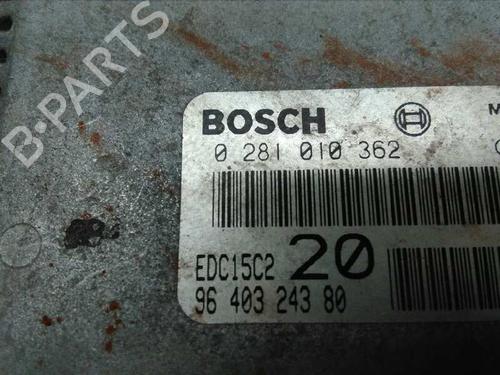 B-PARTS
BOSCH
M
0 281 010 362
EDC15C2 20
96 403 243 80